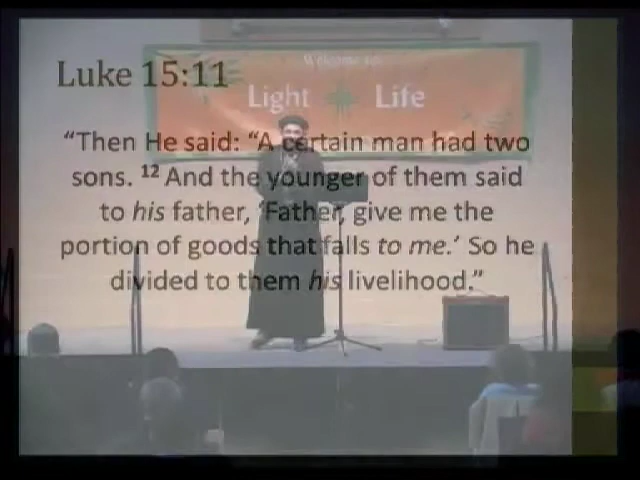 Welcome to
Luke 15:11
Light Life
“Then He said: “A certain man had two
sons. 12 And the younger of them said
to his father, ‘Father, give me the
portion of goods that falls to me.’ So he
divided to them his livelihood.”